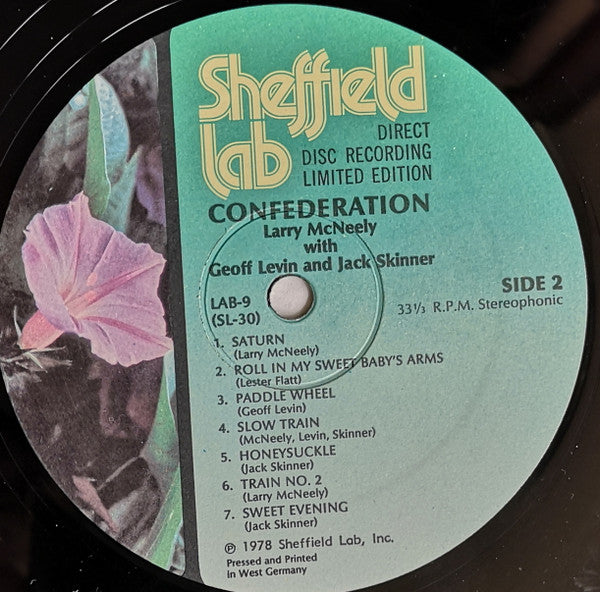 Sheffield
lab
DIRECT
DISC RECORDING
LIMITED EDITION
CONFEDERATION
Larry McNeely
with
Geoff Levin and Jack Skinner
LAB-9
(SL-30)
SIDE 2
33⅓ R.P.M. Stereophonic
1. SATURN
(Larry McNeely)
2. ROLL IN MY SWEET BABY'S ARMS
(Lester Flatt)
3. PADDLE WHEEL
(Geoff Levin)
4. SLOW TRAIN
(McNeely, Levin, Skinner)
5. HONEYSUCKLE
(Jack Skinner)
6. TRAIN NO. 2
(Larry McNeely)
7. SWEET EVENING
(Jack Skinner)
℗ 1978 Sheffield Lab, Inc.
Pressed and Printed
In West Germany